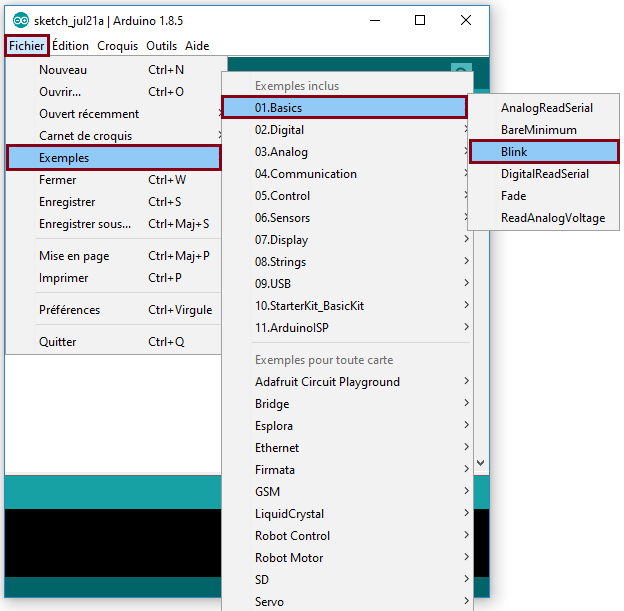 sketch_jul21a | Arduino 1.8.5
Fichier Édition Croquis Outils Aide
Nouveau Ctrl+N
Ouvrir... Ctrl+O
Ouvert récemment
Carnet de croquis
Exemples
Fermer Ctrl+W
Enregistrer Ctrl+S
Enregistrer sous... Ctrl+Maj+S
Mise en page Ctrl+Maj+P
Imprimer Ctrl+P
Préférences Ctrl+Virgule
Quitter Ctrl+Q
Exemples inclus
01.Basics
02.Digital
03.Analog
04.Communication
05.Control
06.Sensors
07.Display
08.Strings
09.USB
10.StarterKit_BasicKit
11.ArduinoISP
Exemples pour toute carte
Adafruit Circuit Playground
Bridge
Esplora
Ethernet
Firmata
GSM
LiquidCrystal
Robot Control
Robot Motor
SD
Servo
AnalogReadSerial
BareMinimum
Blink
DigitalReadSerial
Fade
ReadAnalogVoltage